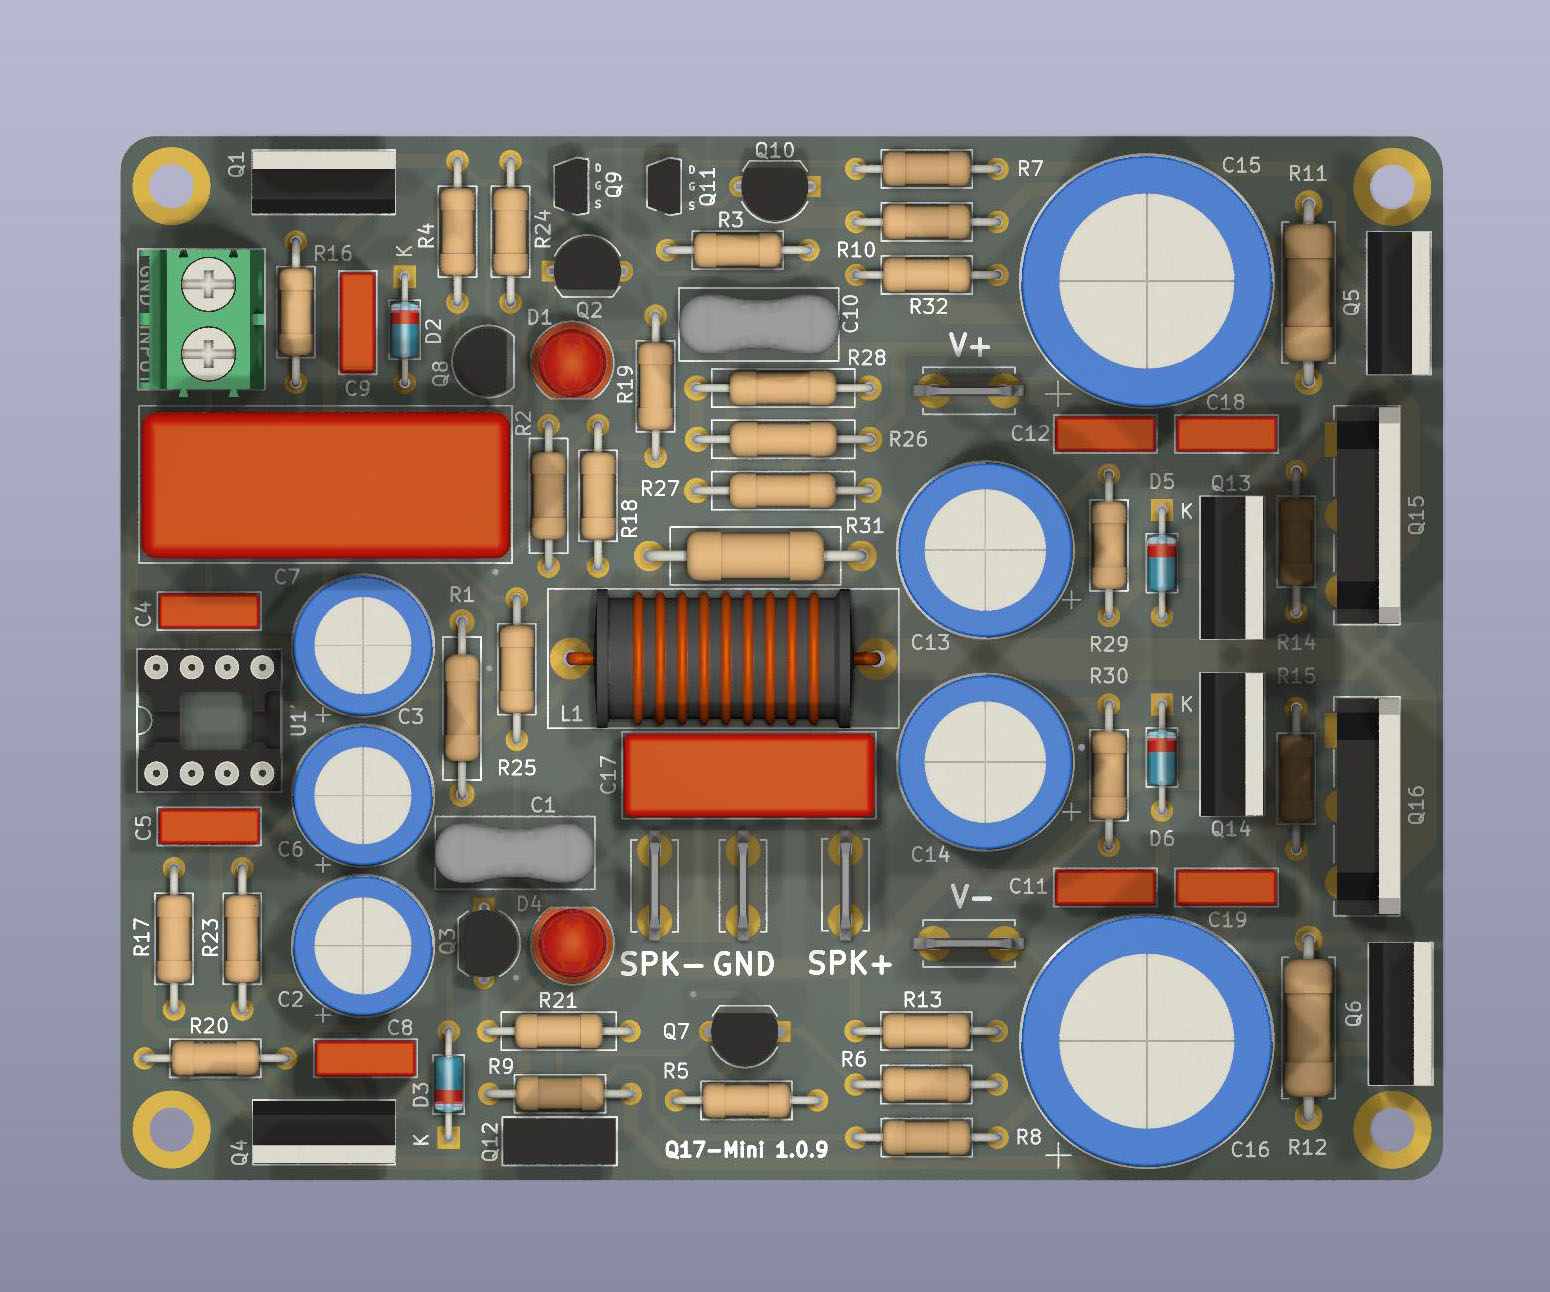 Q1
R4
R24
D
G
S
Q9
D
G
S
Q11
Q10
R7
C15
R11
R3
R10
R16
K
Q2
R32
C10
Q5
GND INPUT
C9
D2
Q8
D1
R19
V+
R28
C12
C18
R2
R18
R26
R27
R31
D5
K
Q13
Q15
C7
C4
R1
C3
U1
R25
L1
C13
R29
R14
R30
K
R15
C6
C5
C1
C17
C14
D6
Q14
Q16
C11
C19
V-
R17
R23
C2
Q3
D4
SPK-
GND
SPK+
R20
C8
R21
Q7
R13
Q6
D3
K
R9
R5
R6
Q4
Q12
Q17-Mini 1.0.9
R8
C16
R12